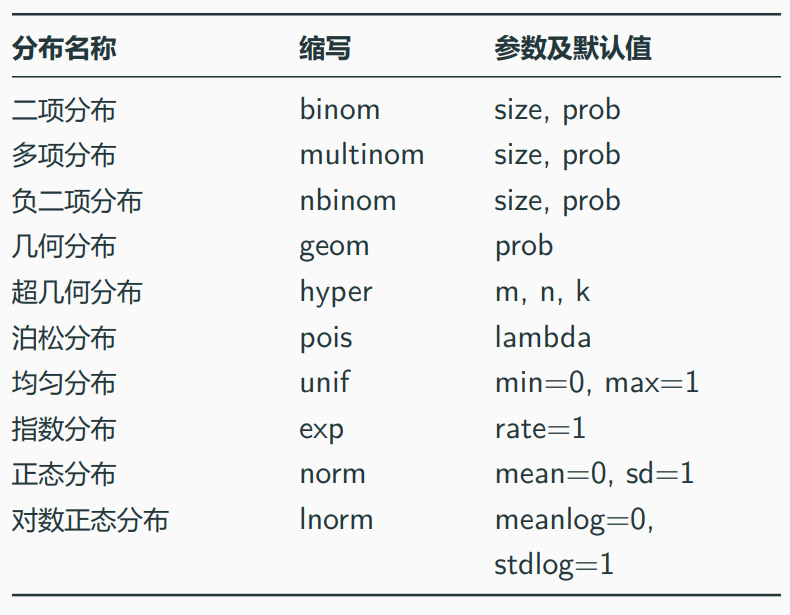 分布名称 缩写 参数及默认值
二项分布 binom size, prob
多项分布 multinom size, prob
负二项分布 nbinom size, prob
几何分布 geom prob
超几何分布 hyper m, n, k
泊松分布 pois lambda
均匀分布 unif min=0, max=1
指数分布 exp rate=1
正态分布 norm mean=0, sd=1
对数正态分布 lnorm meanlog=0,
stdlog=1